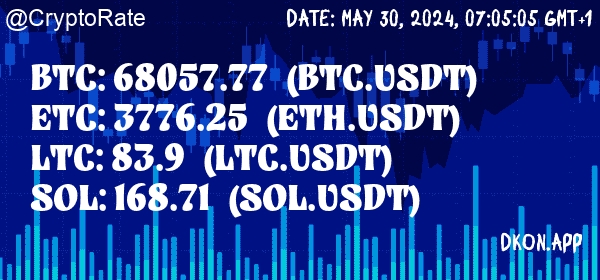 @CryptoRate
DATE: MAY 30, 2024, 07:05:05 GMT+1
BTC: 68057.77 (BTC.USDT)
ETC: 3776.25 (ETH.USDT)
LTC: 83.9 (LTC.USDT)
SOL: 168.71 (SOL.USDT)
DKON.APP